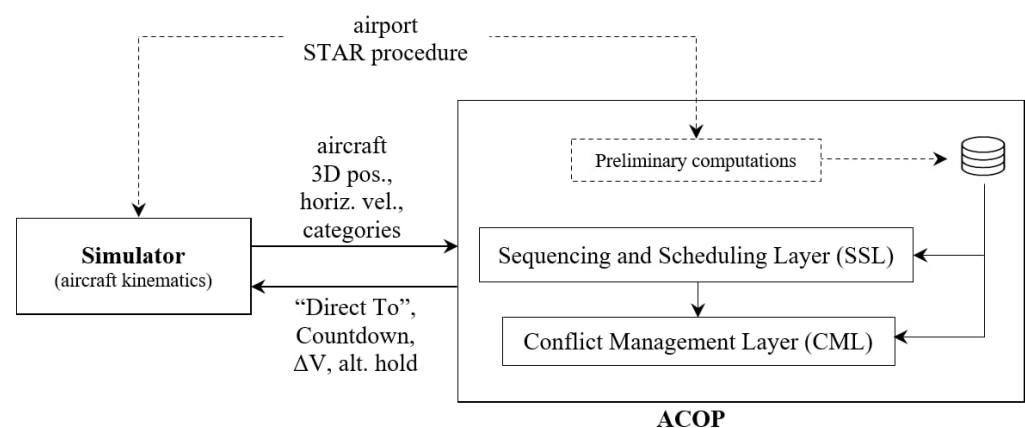 airport
STAR procedure
aircraft
3D pos.,
horiz. vel.,
categories
Preliminary computations
Simulator
(aircraft kinematics)
Sequencing and Scheduling Layer (SSL)
“Direct To”,
Countdown,
ΔV, alt. hold
Conflict Management Layer (CML)
ACOP